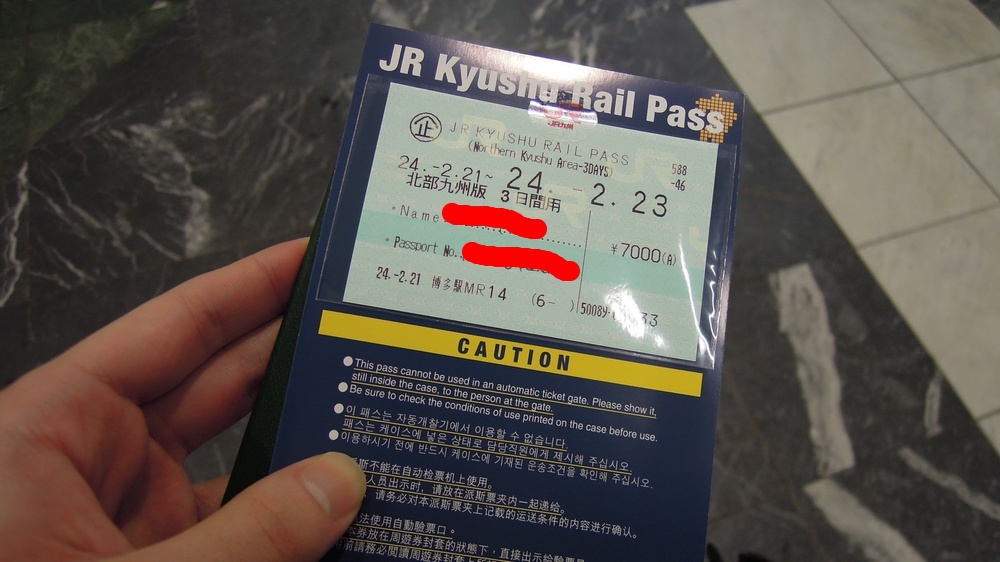 JR Kyushu Rail Pass
JR九州
企 JR KYUSHU RAIL PASS
(Northern Kyushu Area-3DAYS)
588
-46
24.-2.21~ 24.-2.23
北部九州版 3日間用
*Name
¥7000(A)
*Passport No.
24.-2.21 博多駅MR14 (6- ) 50089-
CAUTION
●This pass cannot be used in an automatic ticket gate. Please show it,
still inside the case, to the person at the gate.
●Be sure to check the conditions of use printed on the case before use.
●이 패스는 자동개찰기에서 이용할 수 없습니다.
패스는 케이스에 넣은 상태로 담당직원에게 제시해 주십시오.
●이용하시기 전에 반드시 케이스에 기재된 운송조건을 확인해 주십시오.
斯不能在自动检票机上使用。
人员出示时，请放在派斯票夹内一起递给。
请务必对本派斯票夹上记载的运送条件的内容进行确认。
法使用自動驗票口。
本券放在周遊券封套的狀態下，直接出示給驗票
前請務必閱讀周遊券封套上